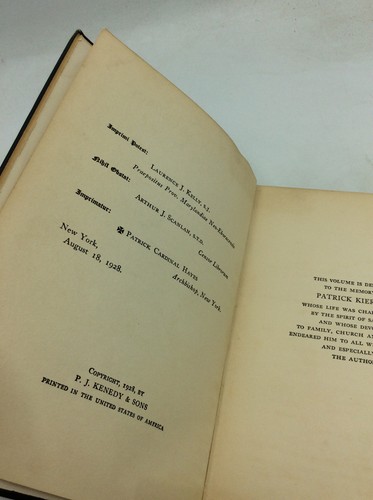 Imprimi Potest:
LAURENCE J. KELLY, S.J.
Praepositus Prov. Marylandiae Neo-Eboracensis.
Nihil Obstat:
ARTHUR J. SCANLAN, S.T.D.
Censor Librorum
Imprimatur:
✠ PATRICK CARDINAL HAYES
Archbishop, New York.
New York,
August 18, 1928.
COPYRIGHT, 1928, BY
P. J. KENEDY & SONS
PRINTED IN THE UNITED STATES OF AMERICA
THIS VOLUME IS DE
TO THE MEMOR
PATRICK KIER
WHOSE LIFE WAS CHAR
BY THE SPIRIT OF SA
AND WHOSE DEVO
TO FAMILY, CHURCH A
ENDEARED HIM TO ALL W
AND ESPECIALL
THE AUTHO